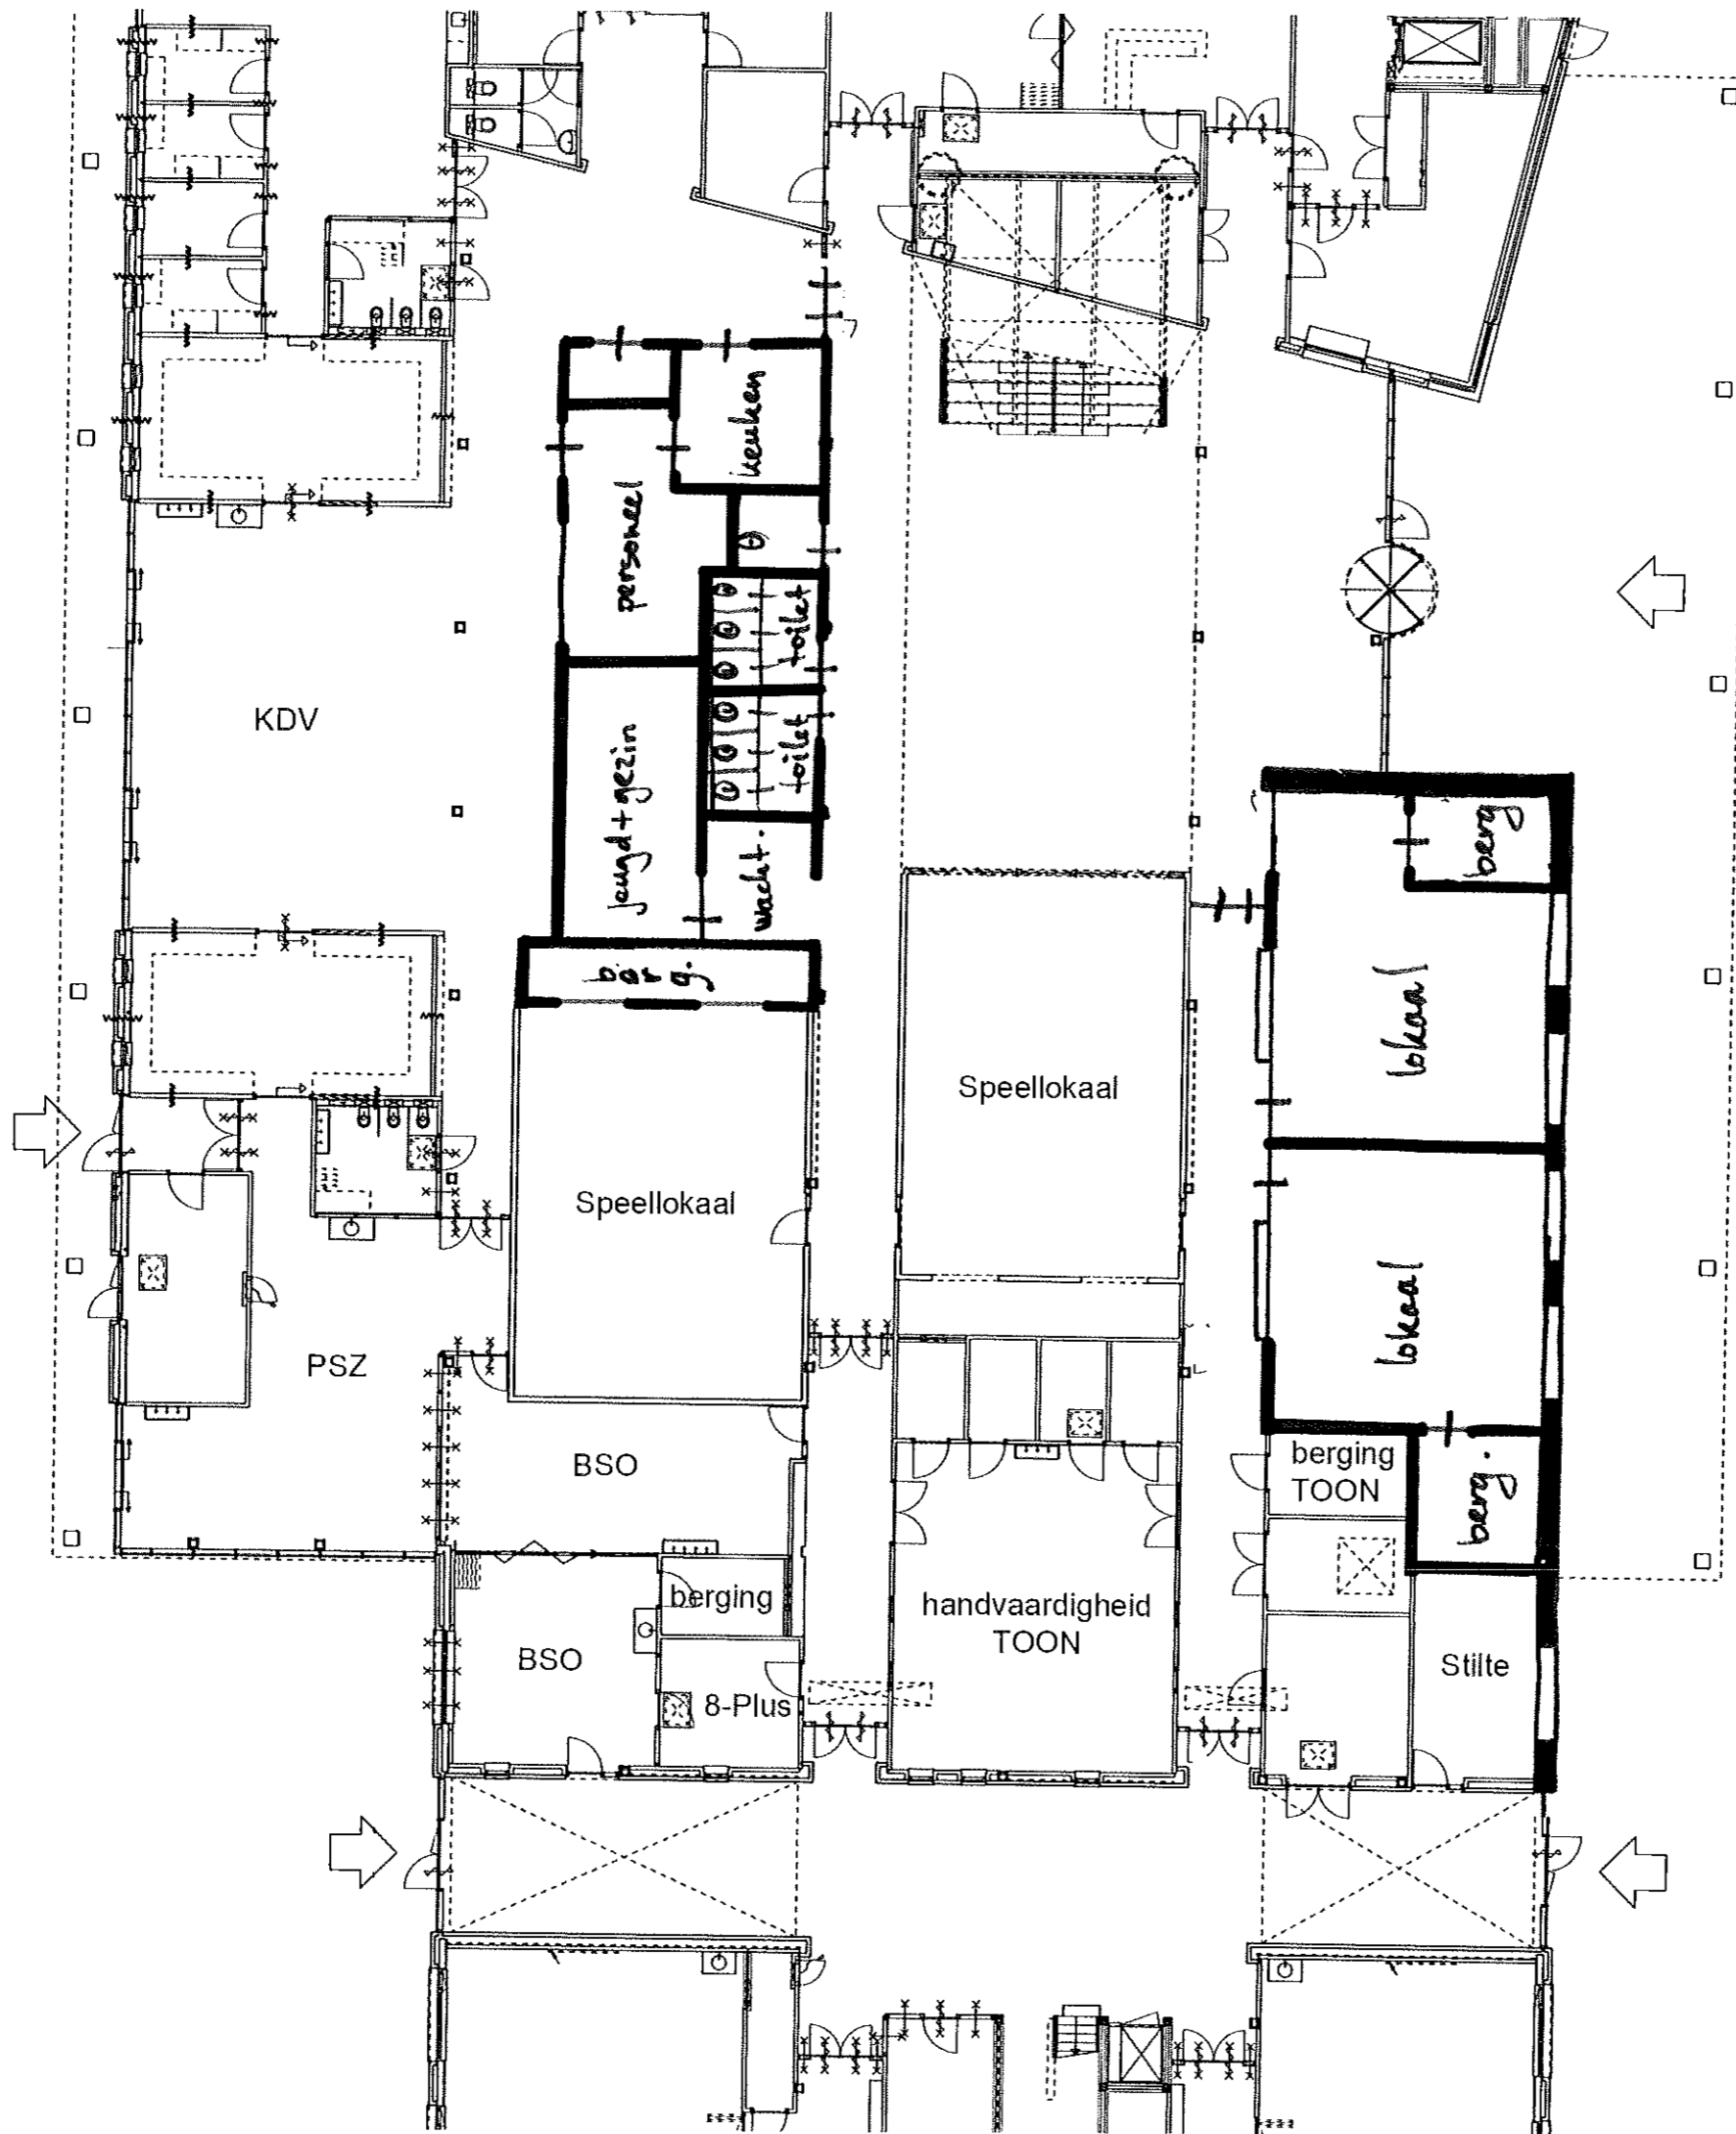 keuken
personeel
toilet
KDV
toilet
jeugd+gezin
wacht.
berg
berg.
lokaal
Speellokaal
Speellokaal
lokaal
PSZ
BSO
berging
TOON
berg.
berging
handvaardigheid
TOON
BSO
Stilte
8-Plus